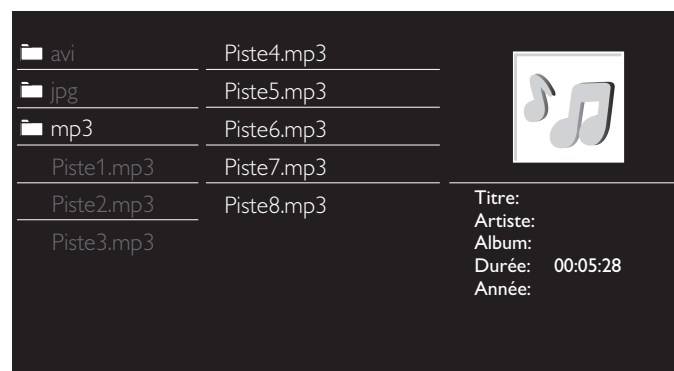 avi
jpg
mp3
Piste1.mp3
Piste2.mp3
Piste3.mp3
Piste4.mp3
Piste5.mp3
Piste6.mp3
Piste7.mp3
Piste8.mp3
Titre:
Artiste:
Album:
Durée: 00:05:28
Année: